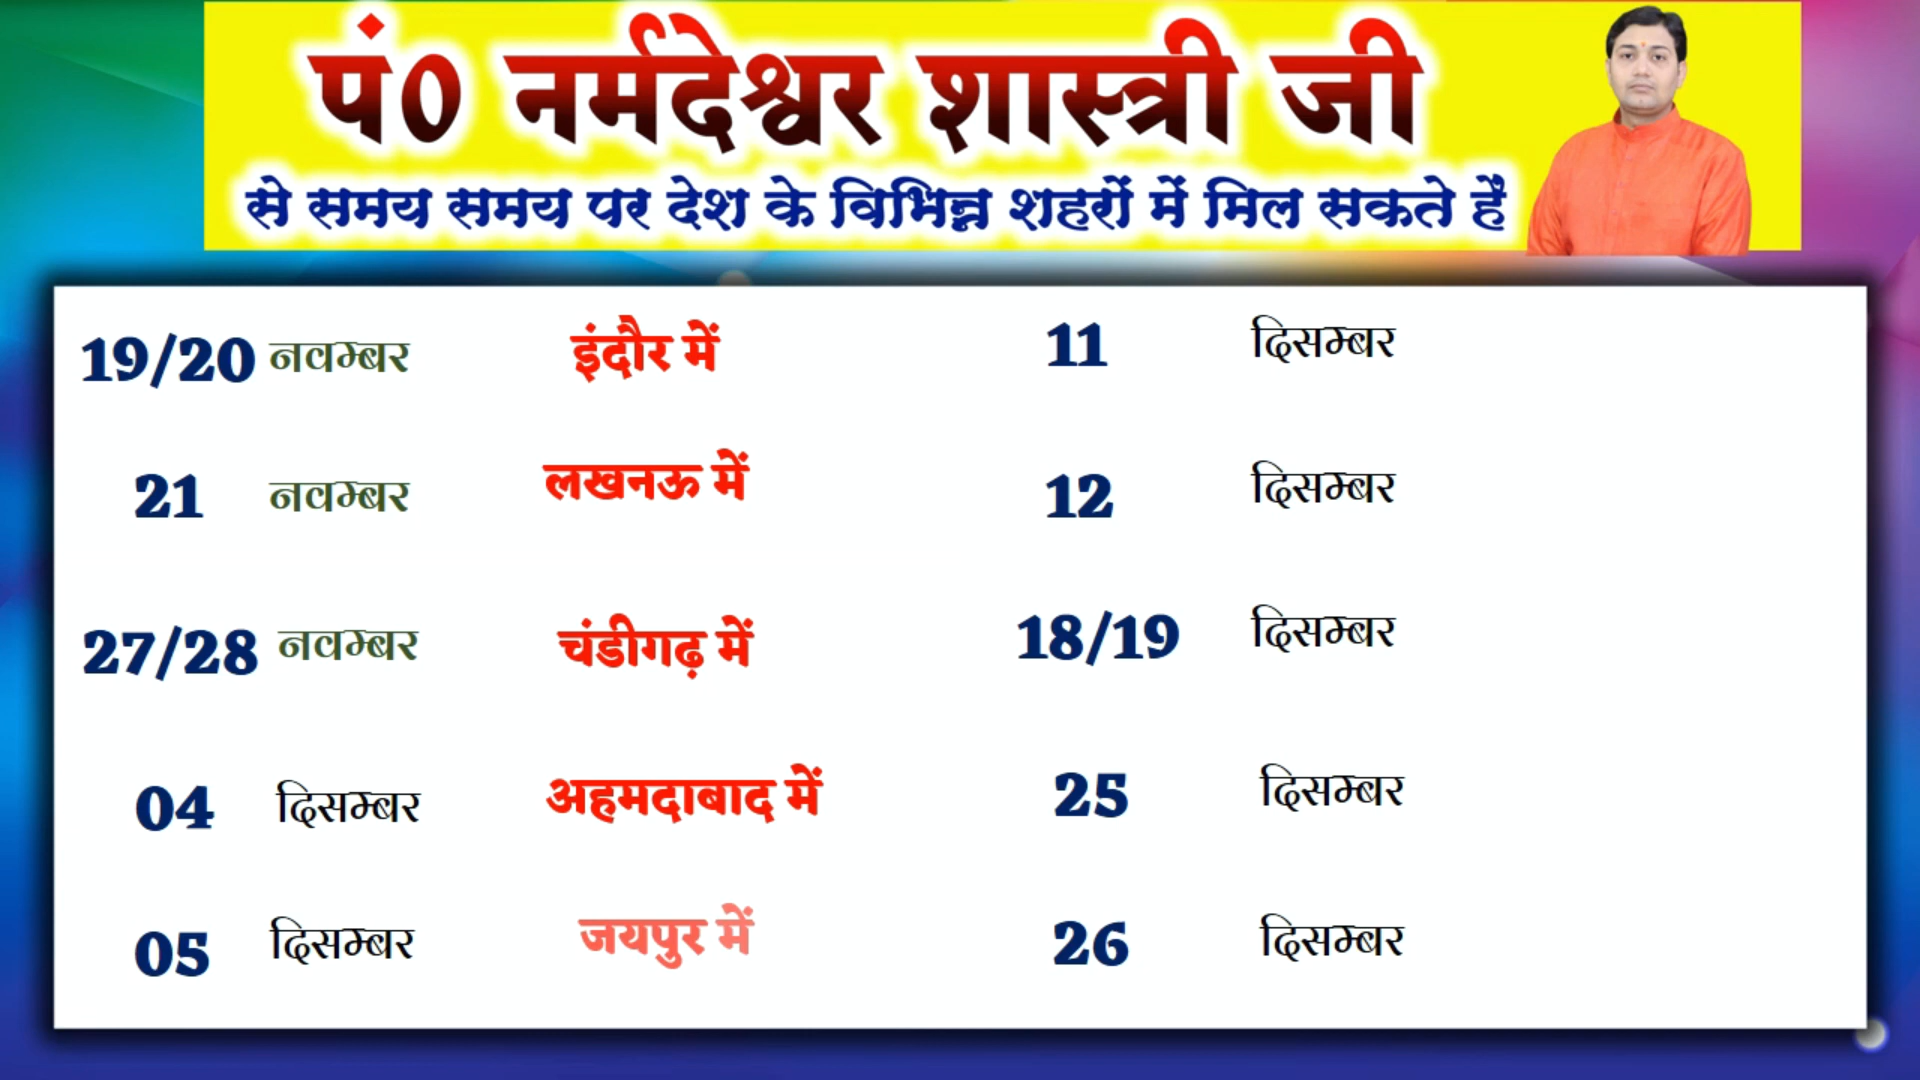 पं0 नर्मदेश्वर शास्त्री जी
से समय समय पर देश के विभिन्न शहरों में मिल सकते हैं
19/20 नवम्बर इंदौर में
21 नवम्बर लखनऊ में
27/28 नवम्बर चंडीगढ़ में
04 दिसम्बर अहमदाबाद में
05 दिसम्बर जयपुर में
11 दिसम्बर
12 दिसम्बर
18/19 दिसम्बर
25 दिसम्बर
26 दिसम्बर